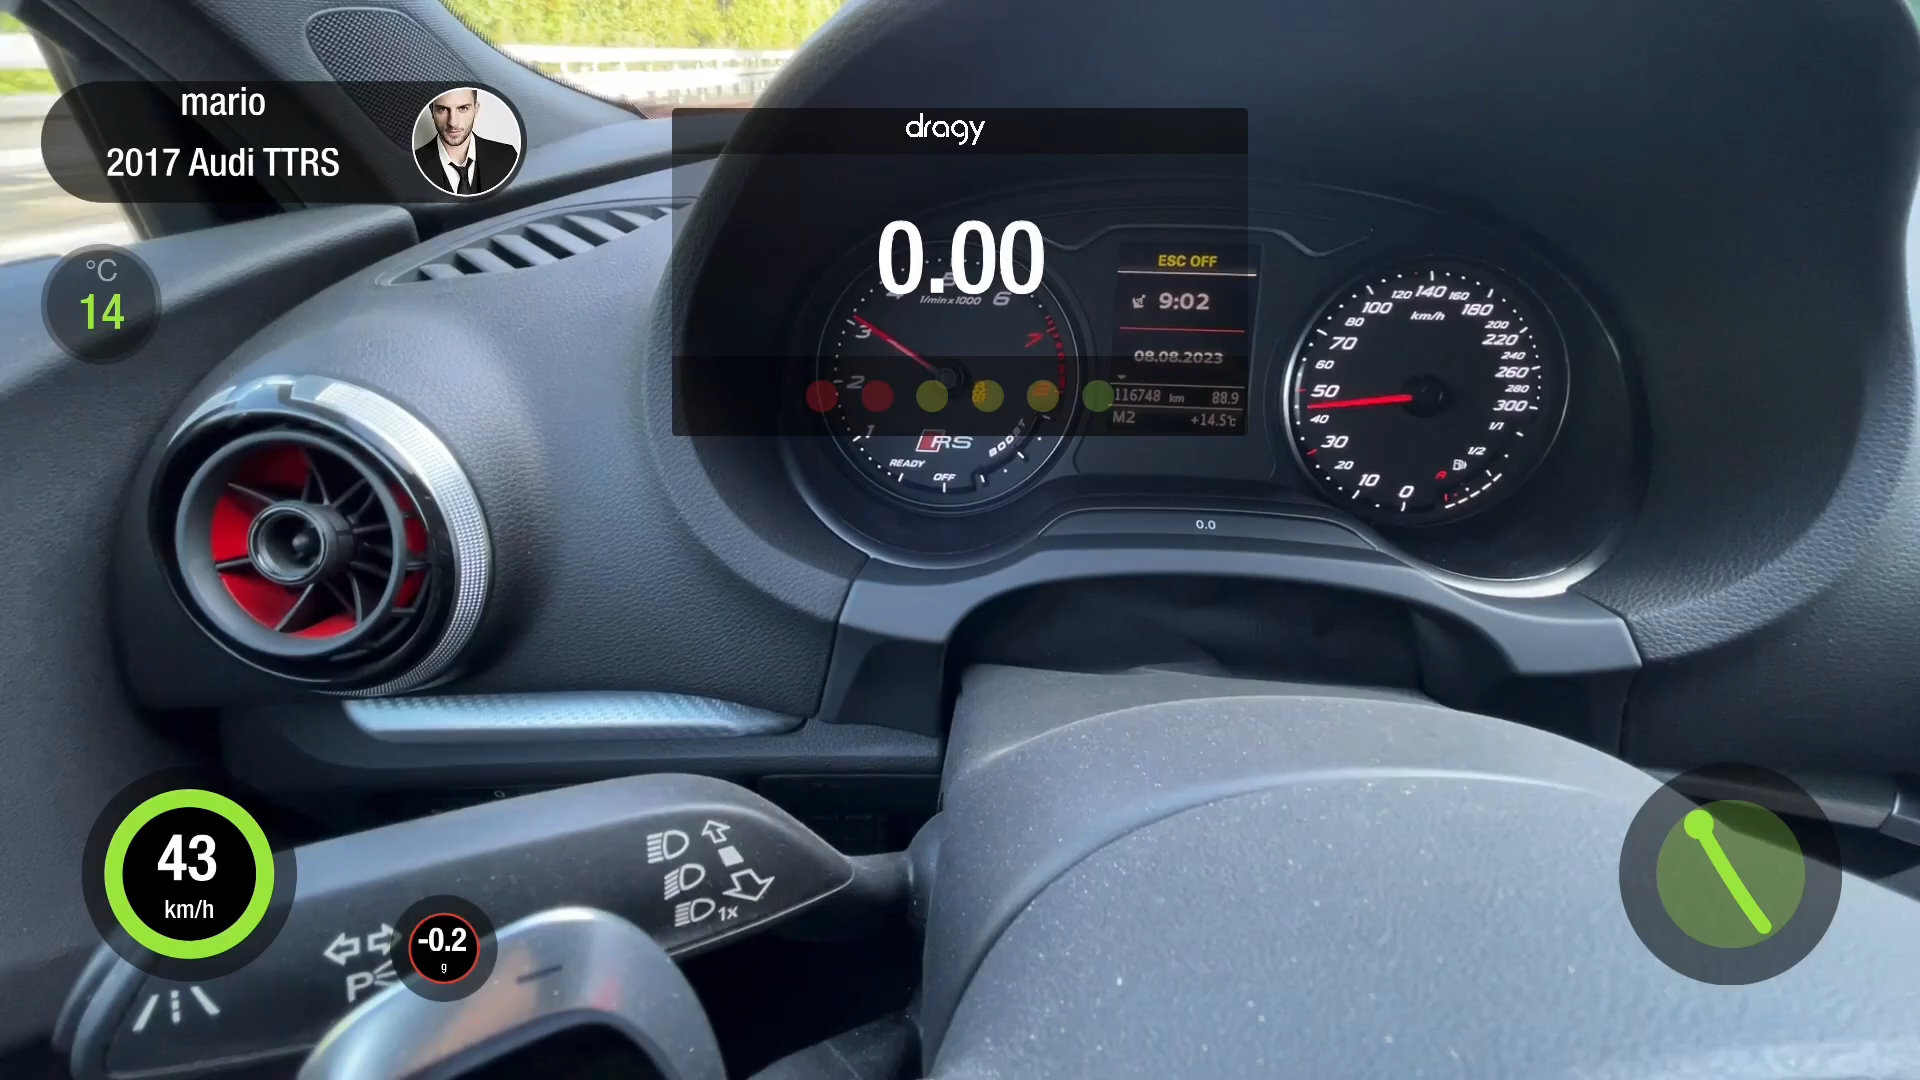 mario
2017 Audi TTRS
°C
14
dragy
0.00
1/min x 1000
1
2
3
4
5
6
7
RS
READY
OFF
BOOST
ESC OFF
9:02
08.08.2023
116748 km 88.9
M2 +14.5°C
0 10 20 30 40 50 60 70 80 100 120 140 160 180 200 220 240 260 280 300
km/h
1/1
1/2
R
0.0
43
km/h
-0.2
g
1x
P